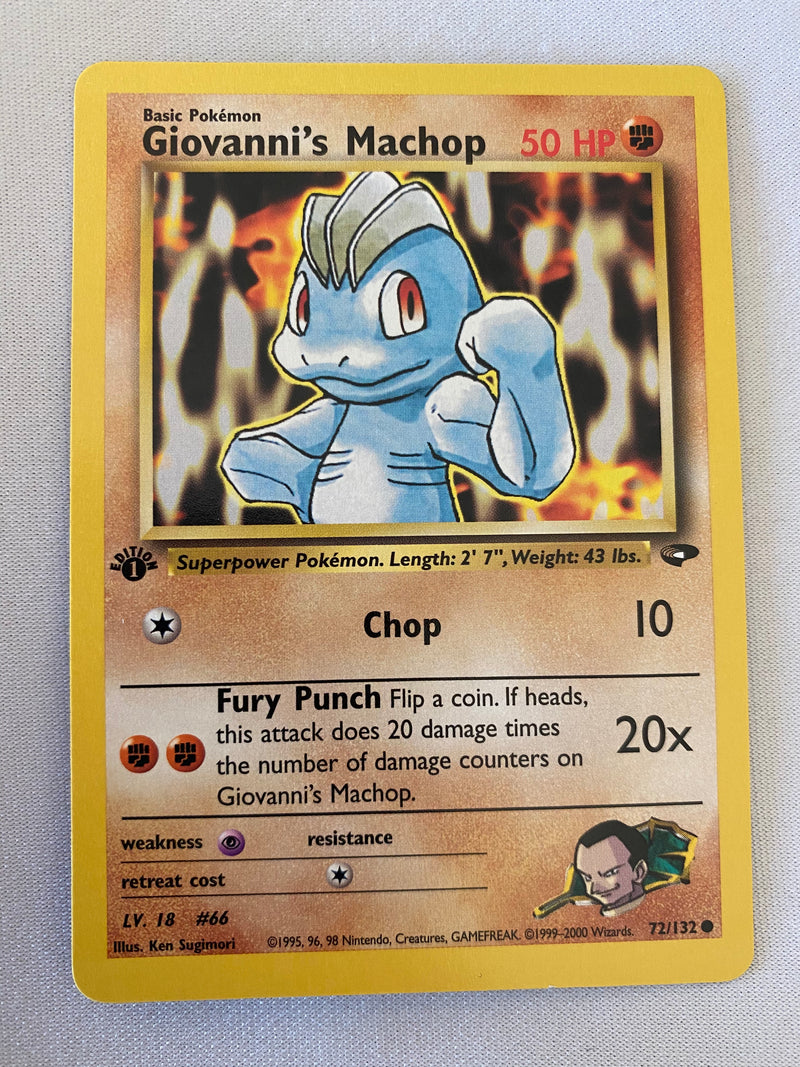 Basic Pokémon
Giovanni's Machop 50 HP
EDITION
1
Superpower Pokémon. Length: 2' 7", Weight: 43 lbs.
Chop 10
Fury Punch Flip a coin. If heads,
this attack does 20 damage times
the number of damage counters on
Giovanni's Machop.
20x
weakness
resistance
retreat cost
LV. 18 #66
Illus. Ken Sugimori
©1995, 96, 98 Nintendo, Creatures, GAMEFREAK. ©1999–2000 Wizards.
72/132